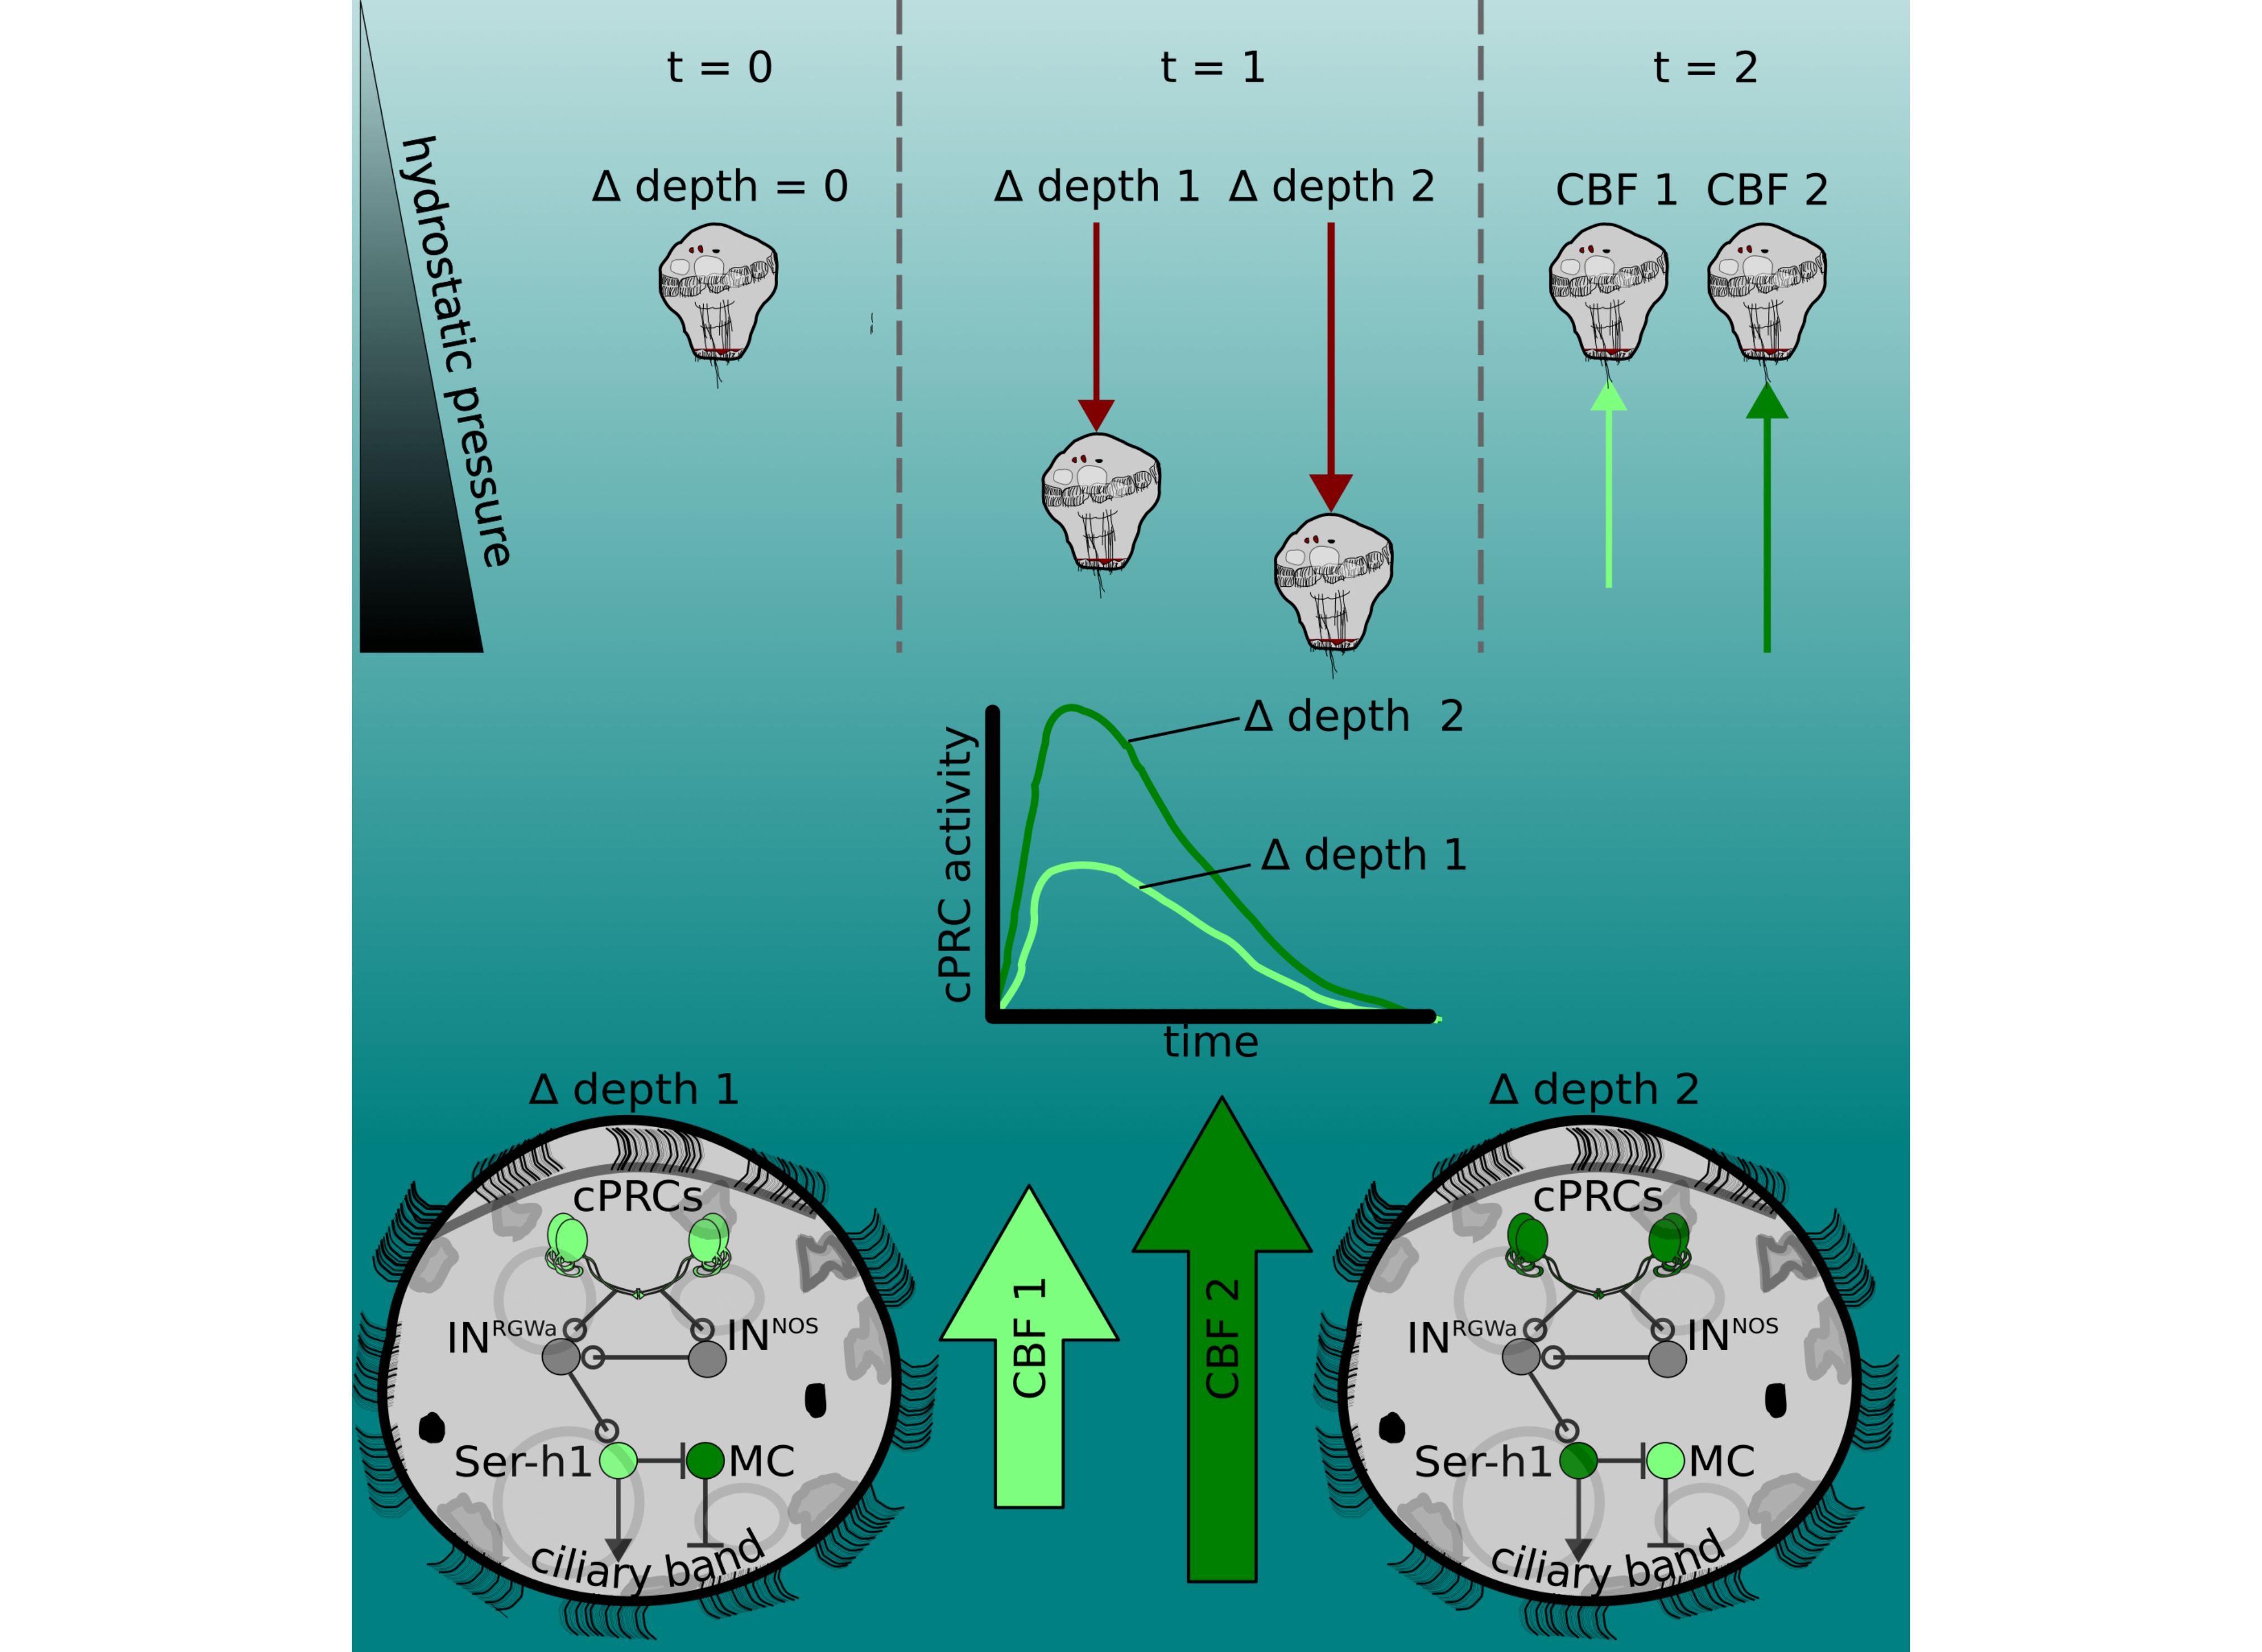 t = 0
t = 1
t = 2
hydrostatic pressure
Δ depth = 0
Δ depth 1
Δ depth 2
CBF 1
CBF 2
cPRC activity
Δ depth 2
Δ depth 1
time
Δ depth 1
cPRCs
IN^RGWa
IN^NOS
Ser-h1
MC
ciliary band
CBF 1
CBF 2
Δ depth 2
cPRCs
IN^RGWa
IN^NOS
Ser-h1
MC
ciliary band